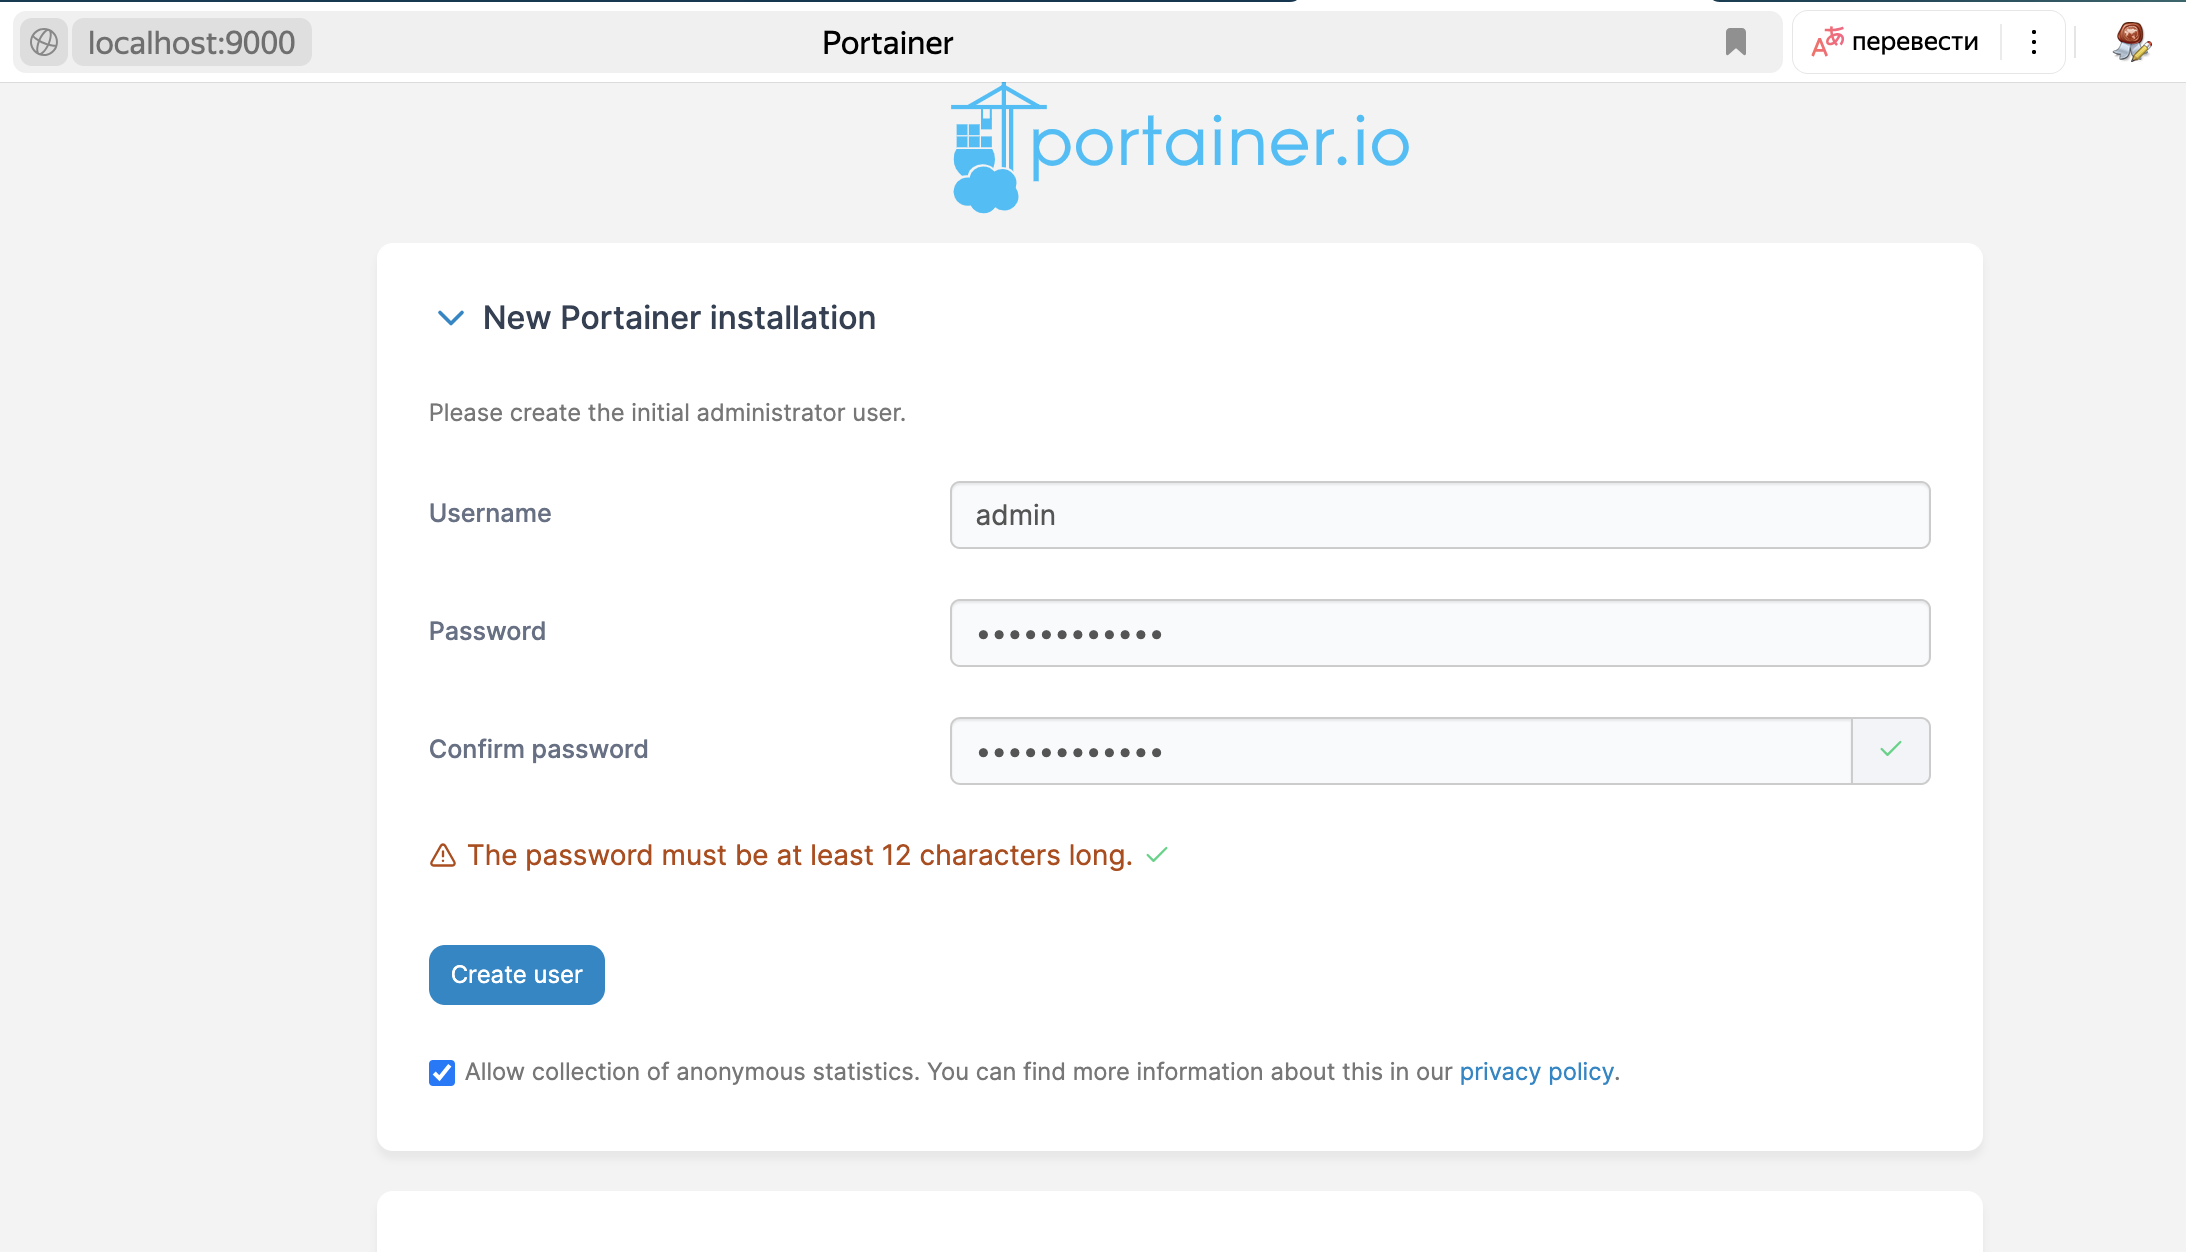 localhost:9000
Portainer
перевести
portainer.io
New Portainer installation
Please create the initial administrator user.
Username
admin
Password
••••••••••••
Confirm password
••••••••••••
The password must be at least 12 characters long.
Create user
Allow collection of anonymous statistics. You can find more information about this in our privacy policy.